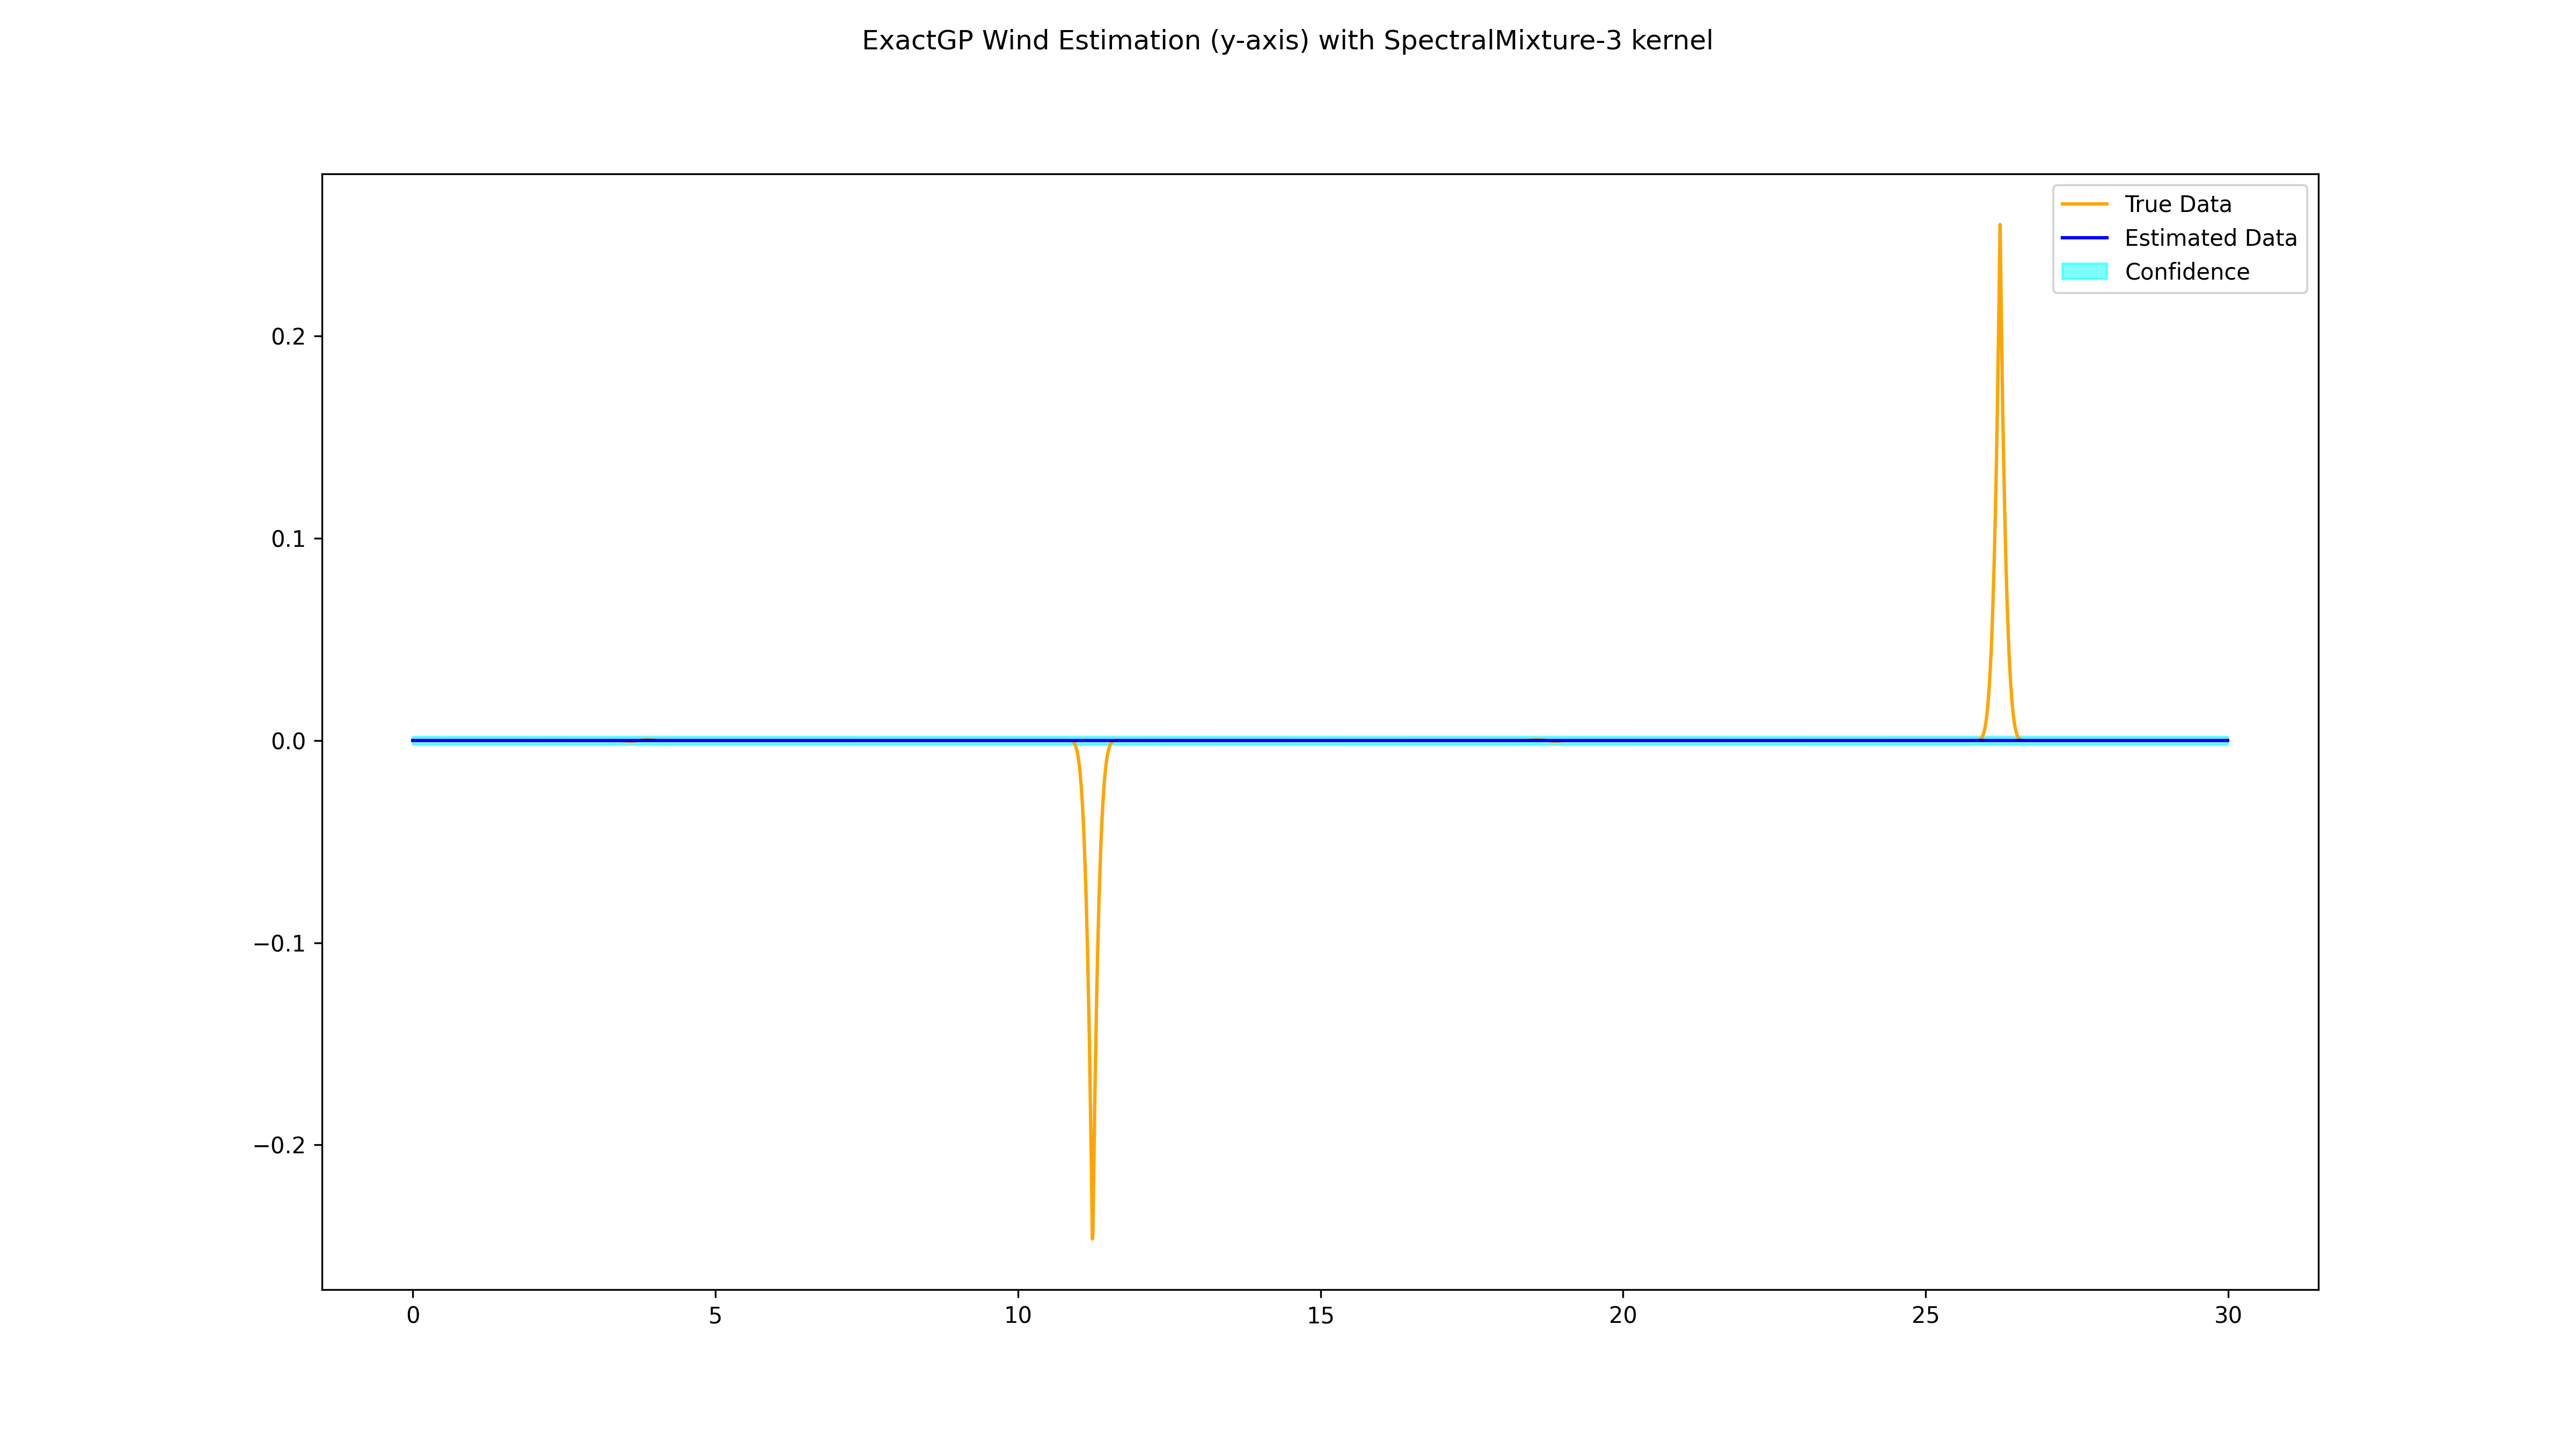 ExactGP Wind Estimation (y-axis) with SpectralMixture-3 kernel
True Data
Estimated Data
Confidence
0.2
0.1
0.0
−0.1
−0.2
0 5 10 15 20 25 30